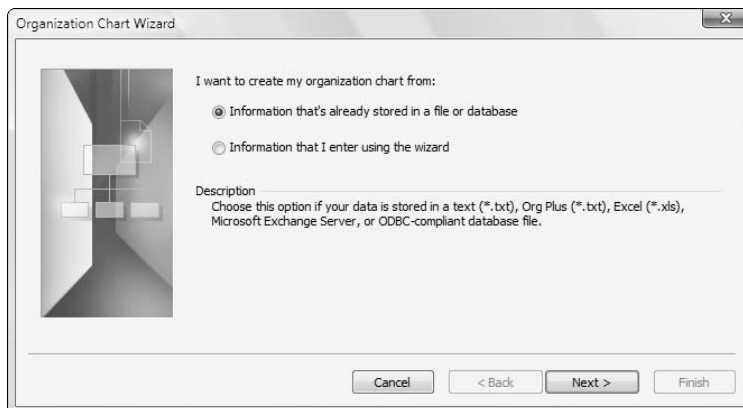 Organization Chart Wizard
I want to create my organization chart from:
Information that's already stored in a file or database
Information that I enter using the wizard
Description
Choose this option if your data is stored in a text (*.txt), Org Plus (*.txt), Excel (*.xls),
Microsoft Exchange Server, or ODBC-compliant database file.
Cancel
< Back
Next >
Finish